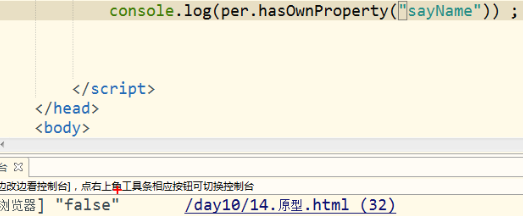 console.log(per.hasOwnProperty("sayName")) ;
</script>
</head>
<body>
台
边改边看控制台]，点右上角工具条相应按钮可切换控制台
浏览器] "false" /day10/14.原型.html (32)